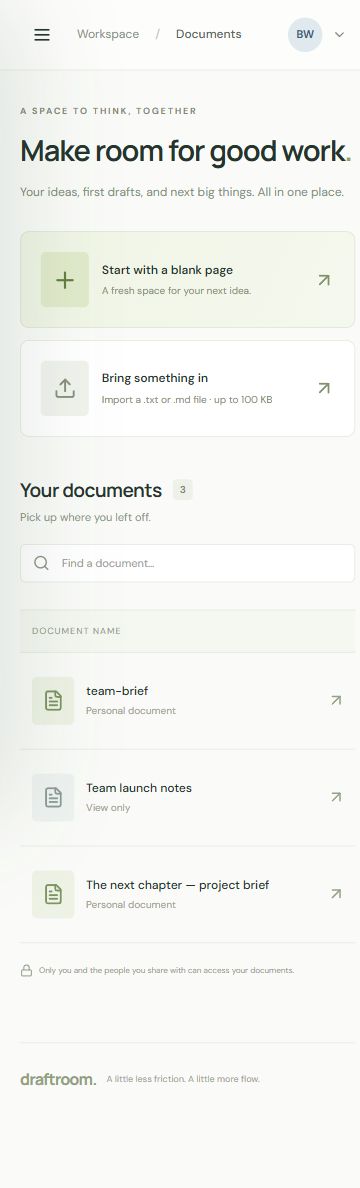 Workspace / Documents BW
A SPACE TO THINK, TOGETHER
Make room for good work.
Your ideas, first drafts, and next big things. All in one place.
Start with a blank page
A fresh space for your next idea.
Bring something in
Import a .txt or .md file · up to 100 KB
Your documents 3
Pick up where you left off.
Find a document...
DOCUMENT NAME
team-brief
Personal document
Team launch notes
View only
The next chapter — project brief
Personal document
Only you and the people you share with can access your documents.
draftroom. A little less friction. A little more flow.